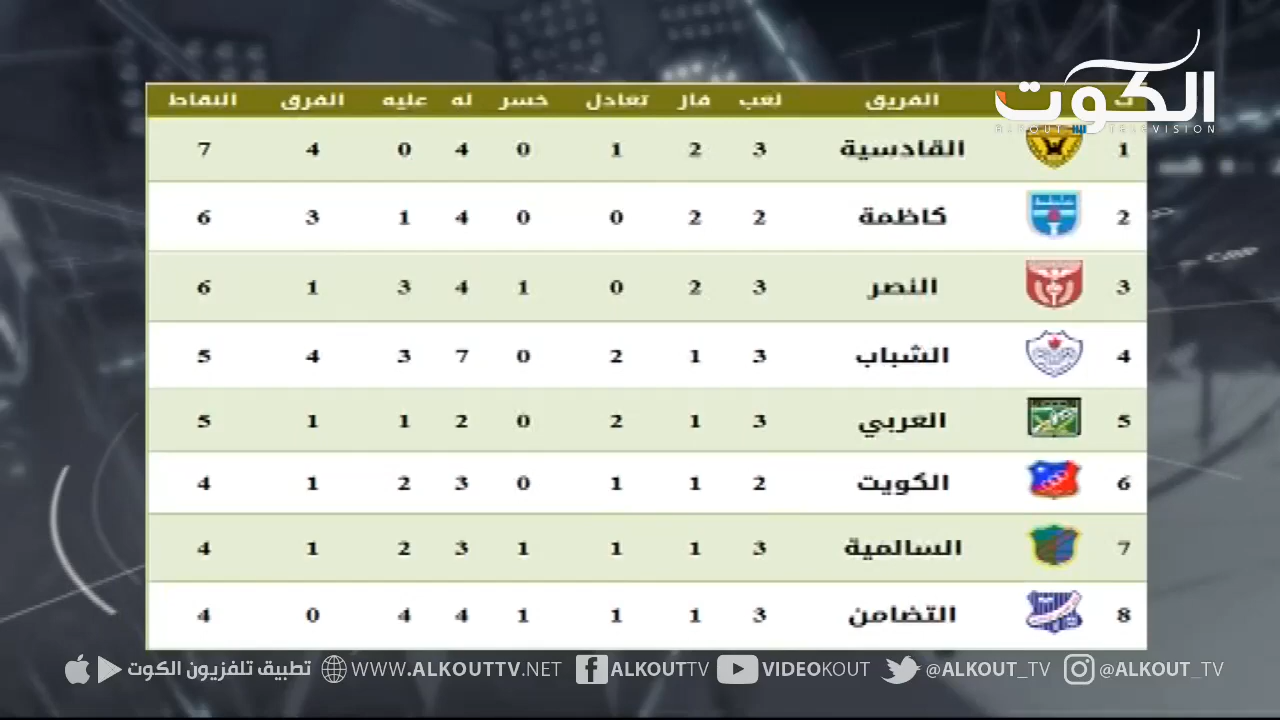 الكوت
ALKOUT TELEVISION
الفريق لعب فاز تعادل خسر له عليه الفرق النقاط
1 القادسية 3 2 1 0 4 0 4 7
2 كاظمة 2 2 0 0 4 1 3 6
3 النصر 3 2 0 1 4 3 1 6
4 الشباب 3 1 2 0 7 3 4 5
5 العربي 3 1 2 0 2 1 1 5
6 الكويت 2 1 1 0 3 2 1 4
7 السالمية 3 1 1 1 3 2 1 4
8 التضامن 3 1 1 1 4 4 0 4
تطبيق تلفزيون الكوت WWW.ALKOUTTV.NET ALKOUTTV VIDEOKOUT @ALKOUT_TV @ALKOUT_TV